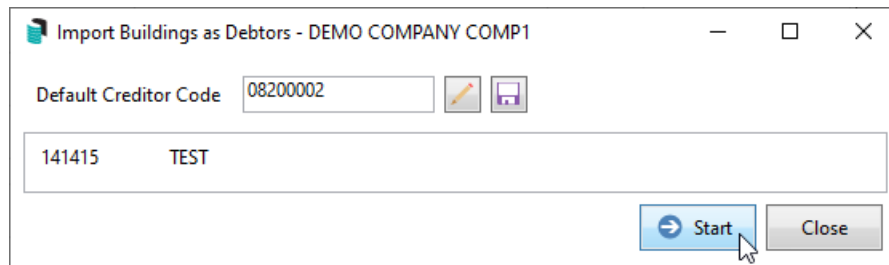 Import Buildings as Debtors - DEMO COMPANY COMP1
Default Creditor Code 08200002
141415 TEST
Start Close